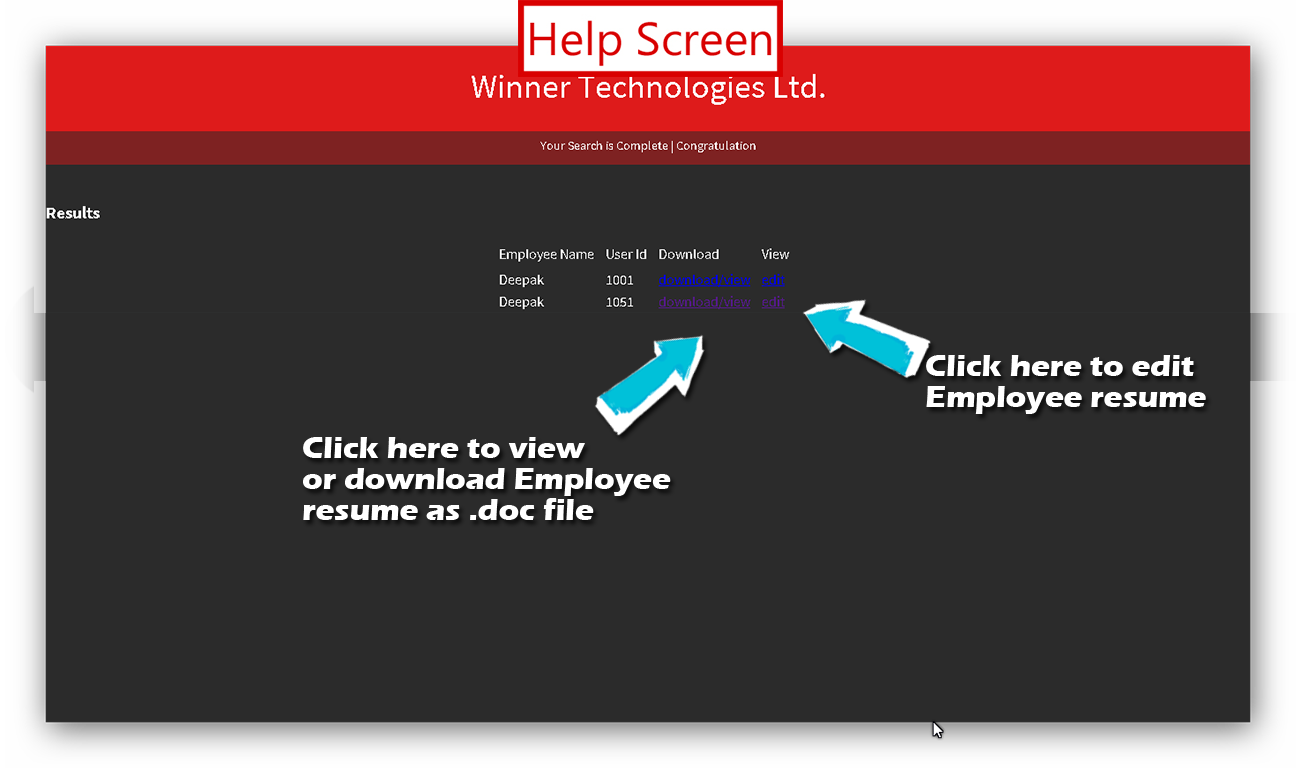 Help Screen
Winner Technologies Ltd.
Your Search is Complete | Congratulation
Results
Employee Name User Id Download View
Deepak 1001 download/view edit
Deepak 1051 download/view edit
Click here to edit
Employee resume
Click here to view
or download Employee
resume as .doc file